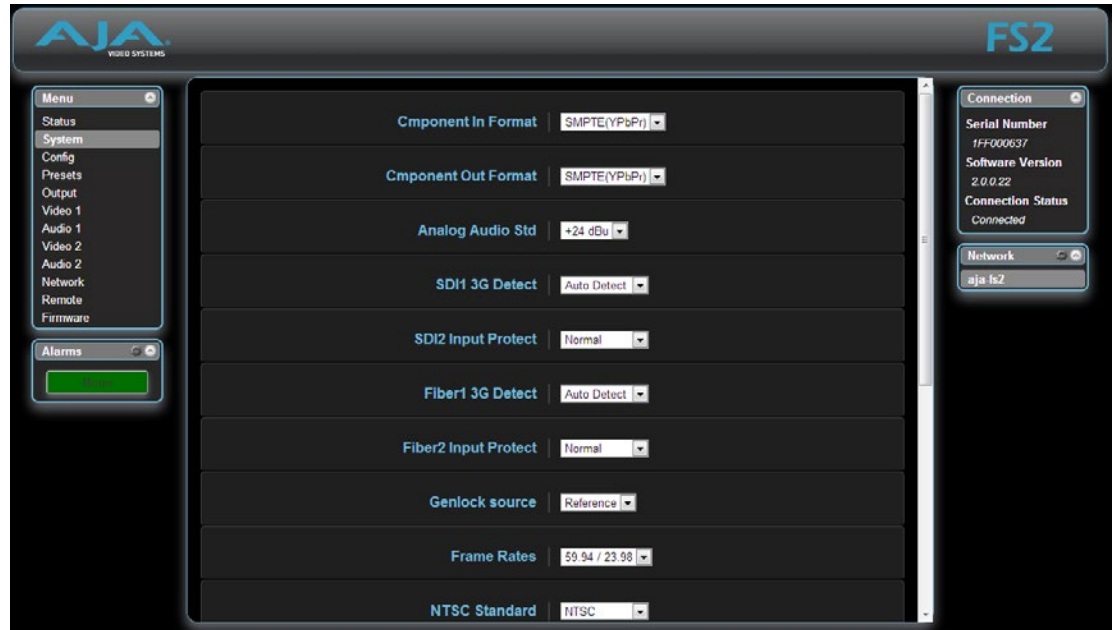 AJA
VIDEO SYSTEMS
FS2
Menu
Status
System
Config
Presets
Output
Video 1
Audio 1
Video 2
Audio 2
Network
Remote
Firmware
Alarms
Cmponent In Format SMPTE(YPbPr)
Cmponent Out Format SMPTE(YPbPr)
Analog Audio Std +24 dBu
SDI1 3G Detect Auto Detect
SDI2 Input Protect Normal
Fiber1 3G Detect Auto Detect
Fiber2 Input Protect Normal
Genlock source Reference
Frame Rates 59.94 / 23.98
NTSC Standard NTSC
Connection
Serial Number
1FF000637
Software Version
2.0.0.22
Connection Status
Connected
Network
aja-fs2